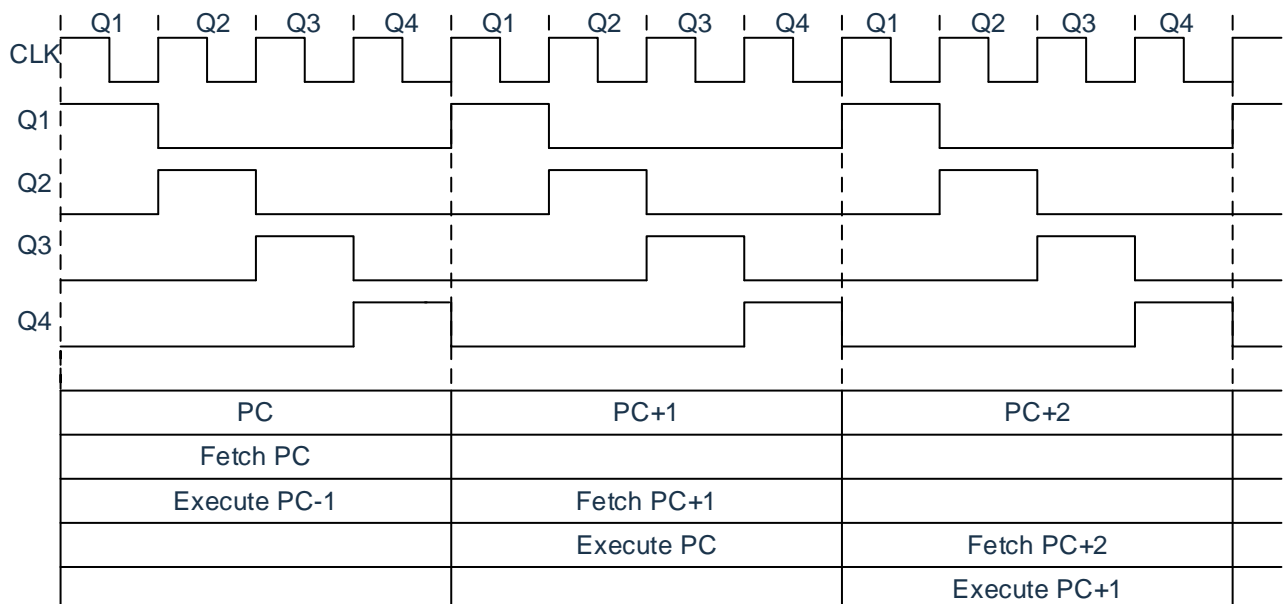 Q1 Q2 Q3 Q4 Q1 Q2 Q3 Q4 Q1 Q2 Q3 Q4
CLK
Q1
Q2
Q3
Q4
PC PC+1 PC+2
Fetch PC
Execute PC-1 Fetch PC+1
Execute PC Fetch PC+2
Execute PC+1